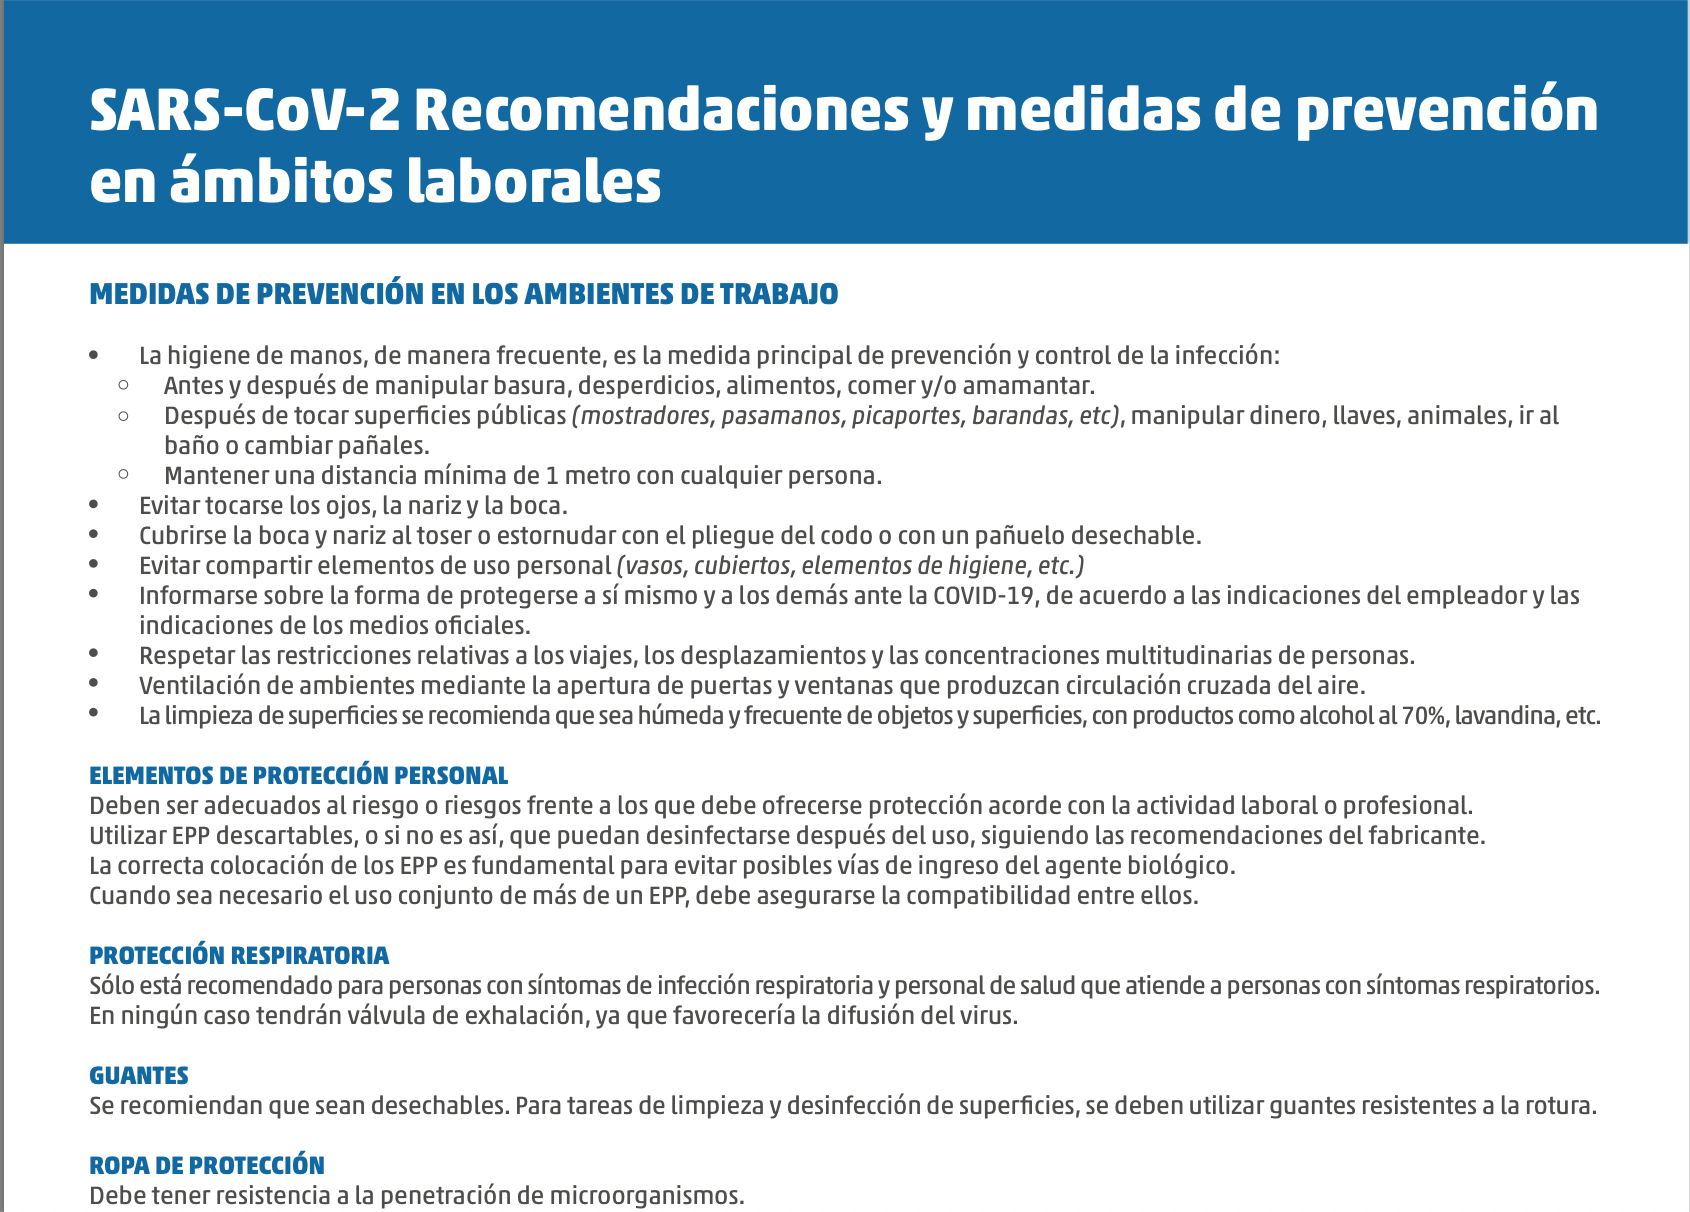 SARS-CoV-2 Recomendaciones y medidas de prevención
en ámbitos laborales
MEDIDAS DE PREVENCIÓN EN LOS AMBIENTES DE TRABAJO
• La higiene de manos, de manera frecuente, es la medida principal de prevención y control de la infección:
○ Antes y después de manipular basura, desperdicios, alimentos, comer y/o amamantar.
○ Después de tocar superficies públicas (mostradores, pasamanos, picaportes, barandas, etc), manipular dinero, llaves, animales, ir al
baño o cambiar pañales.
○ Mantener una distancia mínima de 1 metro con cualquier persona.
• Evitar tocarse los ojos, la nariz y la boca.
• Cubrirse la boca y nariz al toser o estornudar con el pliegue del codo o con un pañuelo desechable.
• Evitar compartir elementos de uso personal (vasos, cubiertos, elementos de higiene, etc.)
• Informarse sobre la forma de protegerse a sí mismo y a los demás ante la COVID-19, de acuerdo a las indicaciones del empleador y las
indicaciones de los medios oficiales.
• Respetar las restricciones relativas a los viajes, los desplazamientos y las concentraciones multitudinarias de personas.
• Ventilación de ambientes mediante la apertura de puertas y ventanas que produzcan circulación cruzada del aire.
• La limpieza de superficies se recomienda que sea húmeda y frecuente de objetos y superficies, con productos como alcohol al 70%, lavandina, etc.
ELEMENTOS DE PROTECCIÓN PERSONAL
Deben ser adecuados al riesgo o riesgos frente a los que debe ofrecerse protección acorde con la actividad laboral o profesional.
Utilizar EPP descartables, o si no es así, que puedan desinfectarse después del uso, siguiendo las recomendaciones del fabricante.
La correcta colocación de los EPP es fundamental para evitar posibles vías de ingreso del agente biológico.
Cuando sea necesario el uso conjunto de más de un EPP, debe asegurarse la compatibilidad entre ellos.
PROTECCIÓN RESPIRATORIA
Sólo está recomendado para personas con síntomas de infección respiratoria y personal de salud que atiende a personas con síntomas respiratorios.
En ningún caso tendrán válvula de exhalación, ya que favorecería la difusión del virus.
GUANTES
Se recomiendan que sean desechables. Para tareas de limpieza y desinfección de superficies, se deben utilizar guantes resistentes a la rotura.
ROPA DE PROTECCIÓN
Debe tener resistencia a la penetración de microorganismos.